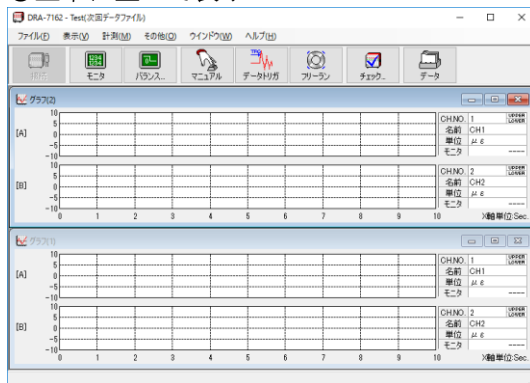 DRA-7162 - Test(次回データファイル)
ファイル(F) 表示(V) 計測(M) その他(O) ウインドウ(W) ヘルプ(H)
モニタ バランス... マニュアル データトリガ フリーラン チェック.. データ
グラフ(2)
[A] 10 5 0 -5 -10
CH.NO. 1 UPPER LOWER
名前 CH1
単位 με
モニタ ----
[B] 10 5 0 -5 -10
CH.NO. 2 UPPER LOWER
名前 CH2
単位 με
モニタ ----
0 1 2 3 4 5 6 7 8 9 10 X軸単位:Sec.
グラフ(1)
[A] 10 5 0 -5 -10
CH.NO. 1 UPPER LOWER
名前 CH1
単位 με
モニタ ----
[B] 10 5 0 -5 -10
CH.NO. 2 UPPER LOWER
名前 CH2
単位 με
モニタ ----
0 1 2 3 4 5 6 7 8 9 10 X軸単位:Sec.